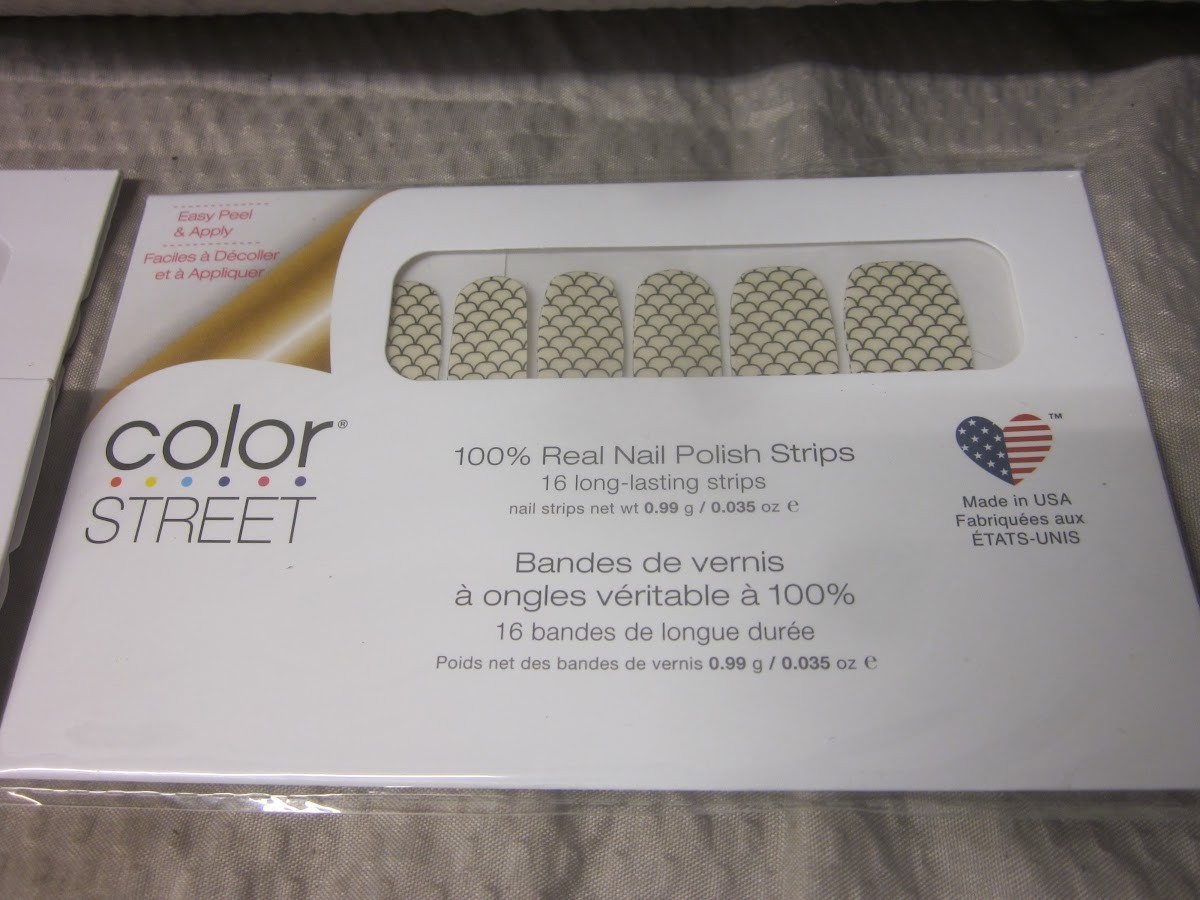 Easy Peel
& Apply
Faciles à Décoller
et à Appliquer
color®
STREET
100% Real Nail Polish Strips
16 long-lasting strips
nail strips net wt 0.99 g / 0.035 oz e
Bandes de vernis
à ongles véritable à 100%
16 bandes de longue durée
Poids net des bandes de vernis 0.99 g / 0.035 oz e
™
Made in USA
Fabriquées aux
ÉTATS-UNIS